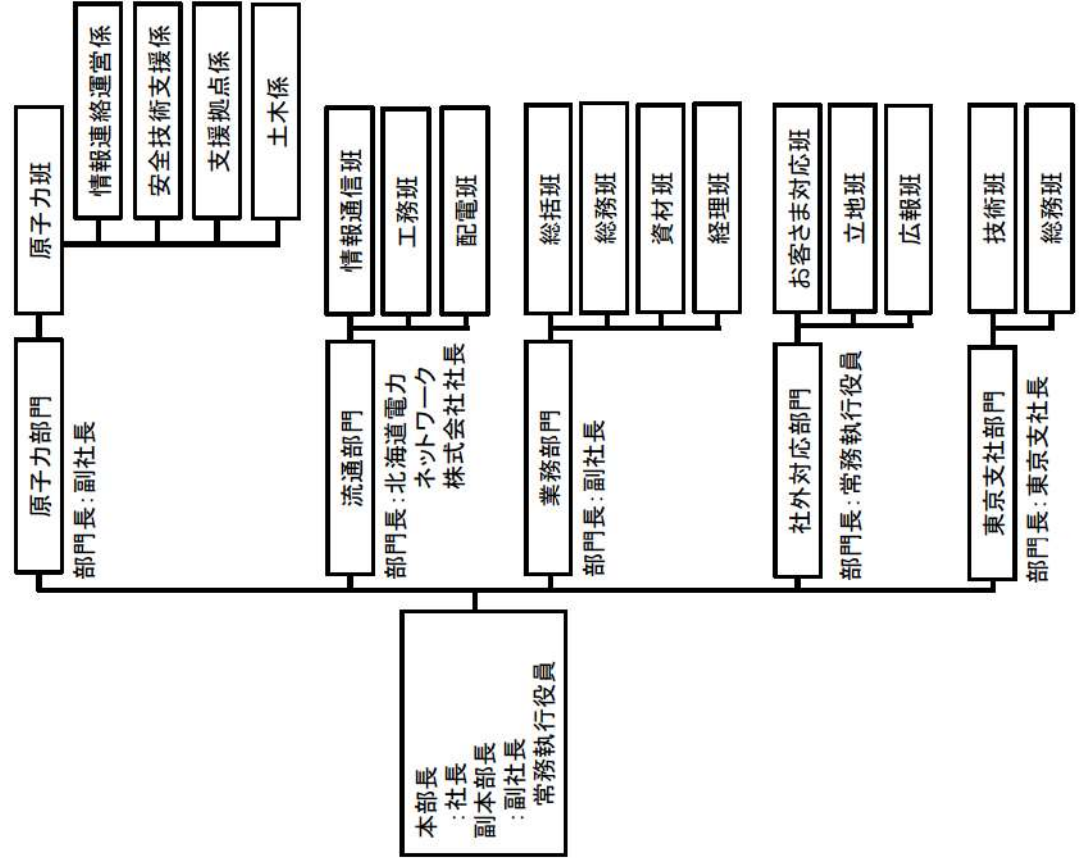 本部長
：社長
副本部長
：副社長
常務執行役員
原子力部門
部門長：副社長
原子力班
情報連絡運営係
安全技術支援係
支援拠点係
土木係
流通部門
部門長：北海道電力
ネットワーク
株式会社社長
情報通信班
工務班
配電班
業務部門
部門長：副社長
総括班
総務班
資材班
経理班
社外対応部門
部門長：常務執行役員
お客さま対応班
立地班
広報班
東京支社部門
部門長：東京支社長
技術班
総務班